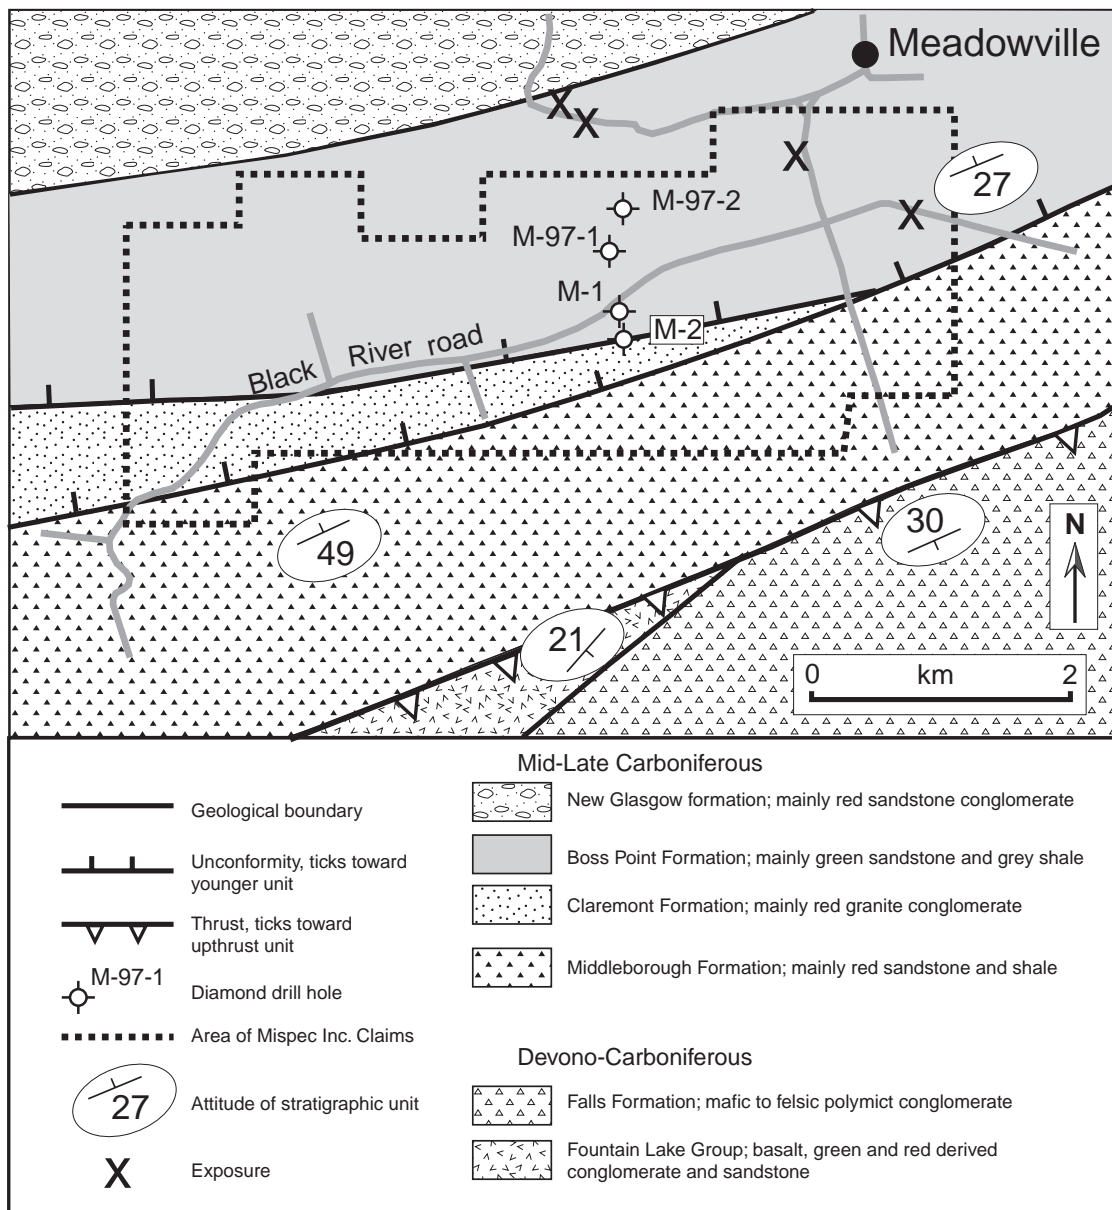 Meadowville
X
X
X
27
M-97-2
X
M-97-1
M-1
M-2
Black River road
30
49
N
21
0 km 2
Mid-Late Carboniferous
Geological boundary
New Glasgow formation; mainly red sandstone conglomerate
Unconformity, ticks toward
younger unit
Boss Point Formation; mainly green sandstone and grey shale
Claremont Formation; mainly red granite conglomerate
Thrust, ticks toward
upthrust unit
Middleborough Formation; mainly red sandstone and shale
M-97-1
Diamond drill hole
Area of Mispec Inc. Claims
Devono-Carboniferous
27
Attitude of stratigraphic unit
Falls Formation; mafic to felsic polymict conglomerate
X
Exposure
Fountain Lake Group; basalt, green and red derived
conglomerate and sandstone